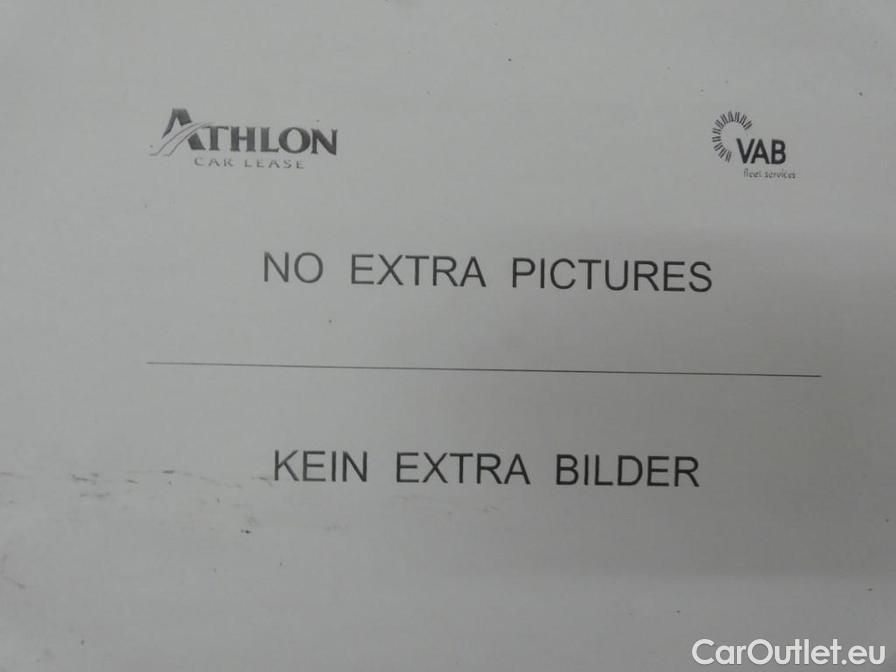 ATHLON
CAR LEASE
VAB
fleet services
NO EXTRA PICTURES
KEIN EXTRA BILDER
CarOutlet.eu